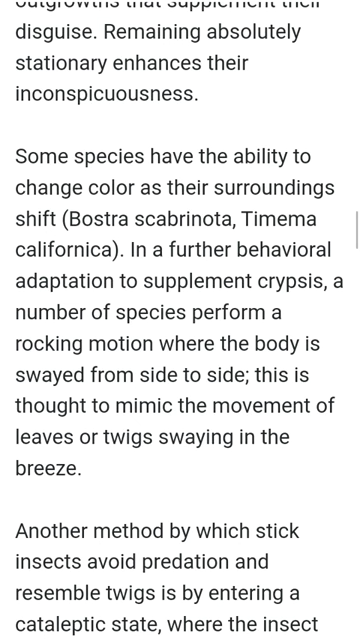 outgrowths that supplement their
disguise. Remaining absolutely
stationary enhances their
inconspicuousness.
Some species have the ability to
change color as their surroundings
shift (Bostra scabrinota, Timema
californica). In a further behavioral
adaptation to supplement crypsis, a
number of species perform a
rocking motion where the body is
swayed from side to side; this is
thought to mimic the movement of
leaves or twigs swaying in the
breeze.
Another method by which stick
insects avoid predation and
resemble twigs is by entering a
cataleptic state, where the insect